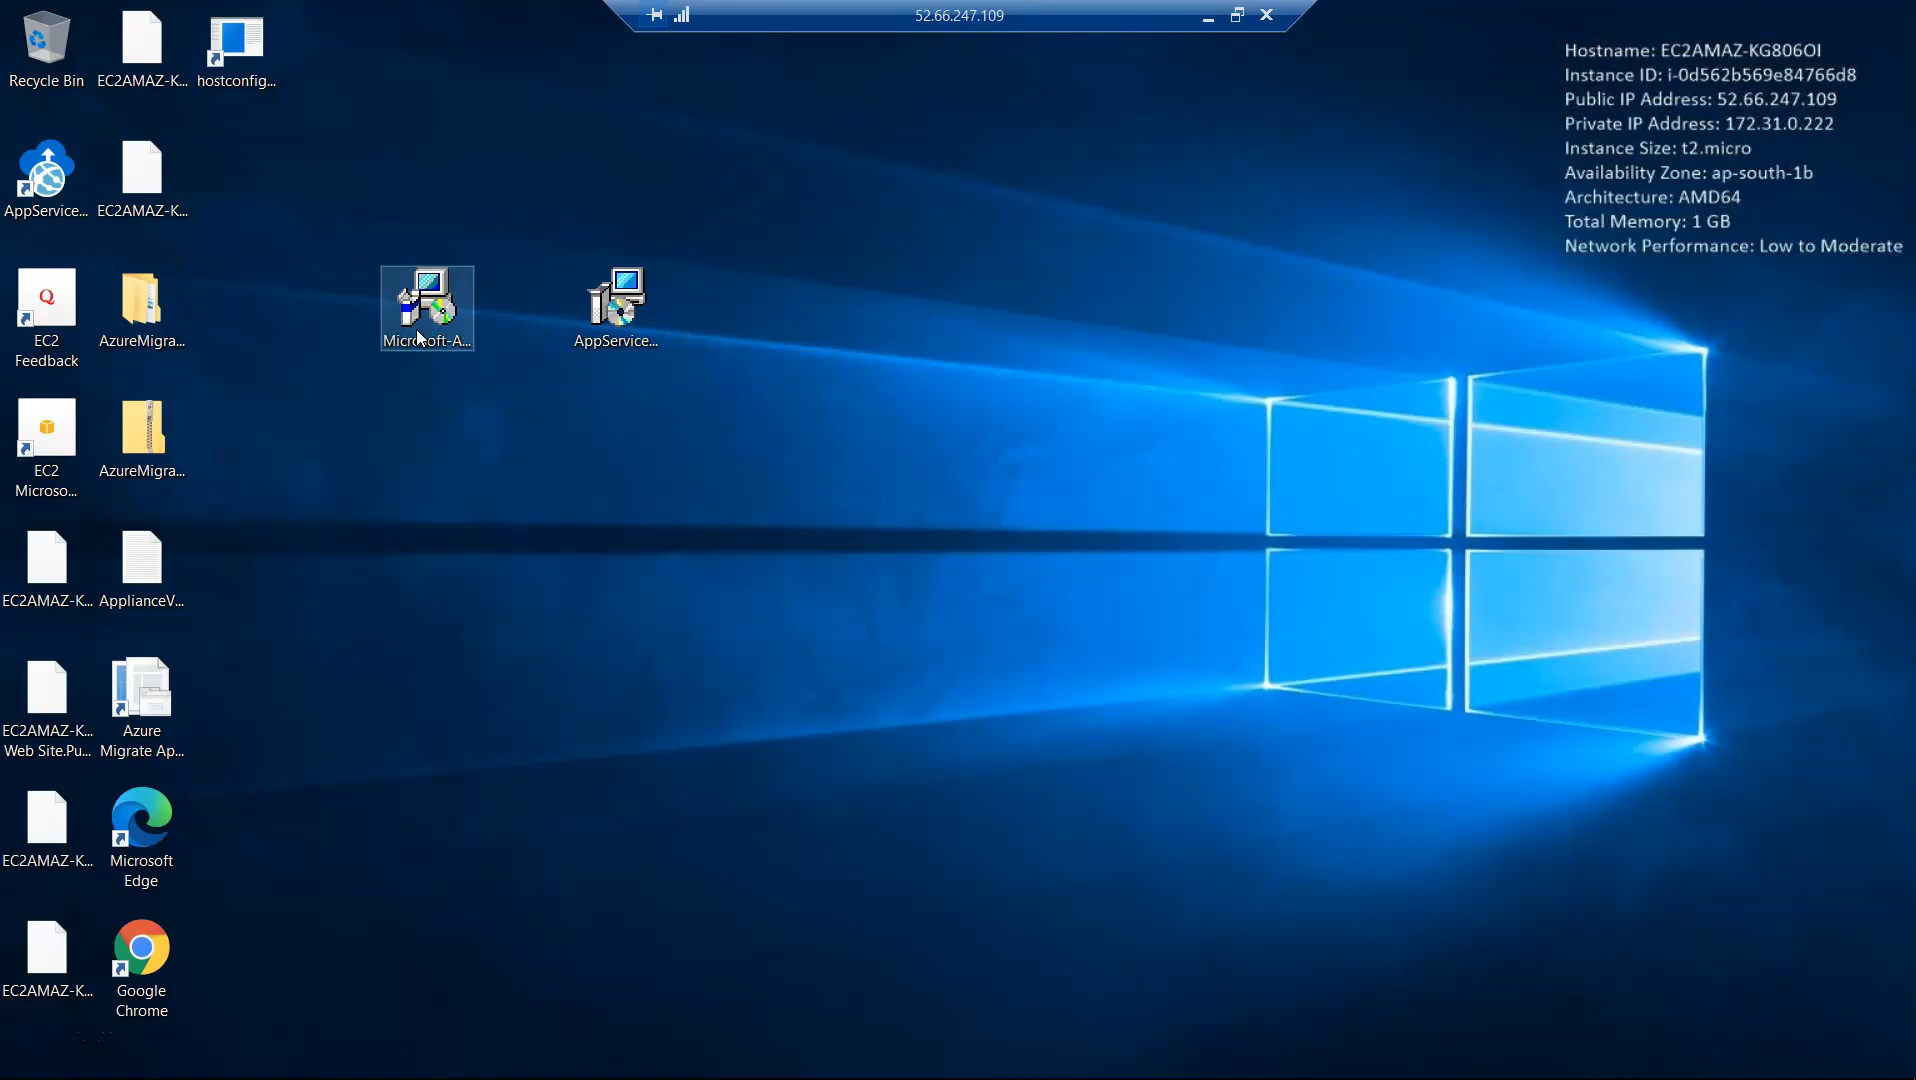 52.66.247.109
Hostname: EC2AMAZ-KG806OI
Instance ID: i-0d562b569e84766d8
Public IP Address: 52.66.247.109
Private IP Address: 172.31.0.222
Instance Size: t2.micro
Availability Zone: ap-south-1b
Architecture: AMD64
Total Memory: 1 GB
Network Performance: Low to Moderate
Recycle Bin
EC2AMAZ-K...
hostconfig...
AppService...
EC2AMAZ-K...
EC2
Feedback
AzureMigra...
Microsoft-A...
AppService...
EC2
Microso...
AzureMigra...
EC2AMAZ-K...
ApplianceV...
EC2AMAZ-K...
Web Site.Pu...
Azure
Migrate Ap...
EC2AMAZ-K...
Microsoft
Edge
EC2AMAZ-K...
Google
Chrome